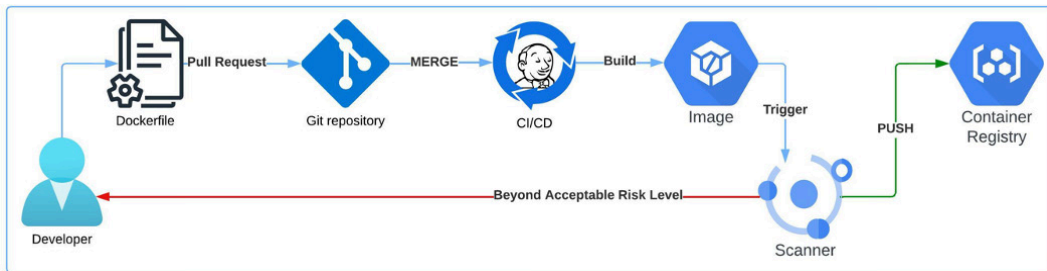 Pull Request
MERGE
Build
Dockerfile
Git repository
CI/CD
Image
Trigger
PUSH
Container
Registry
Beyond Acceptable Risk Level
Developer
Scanner